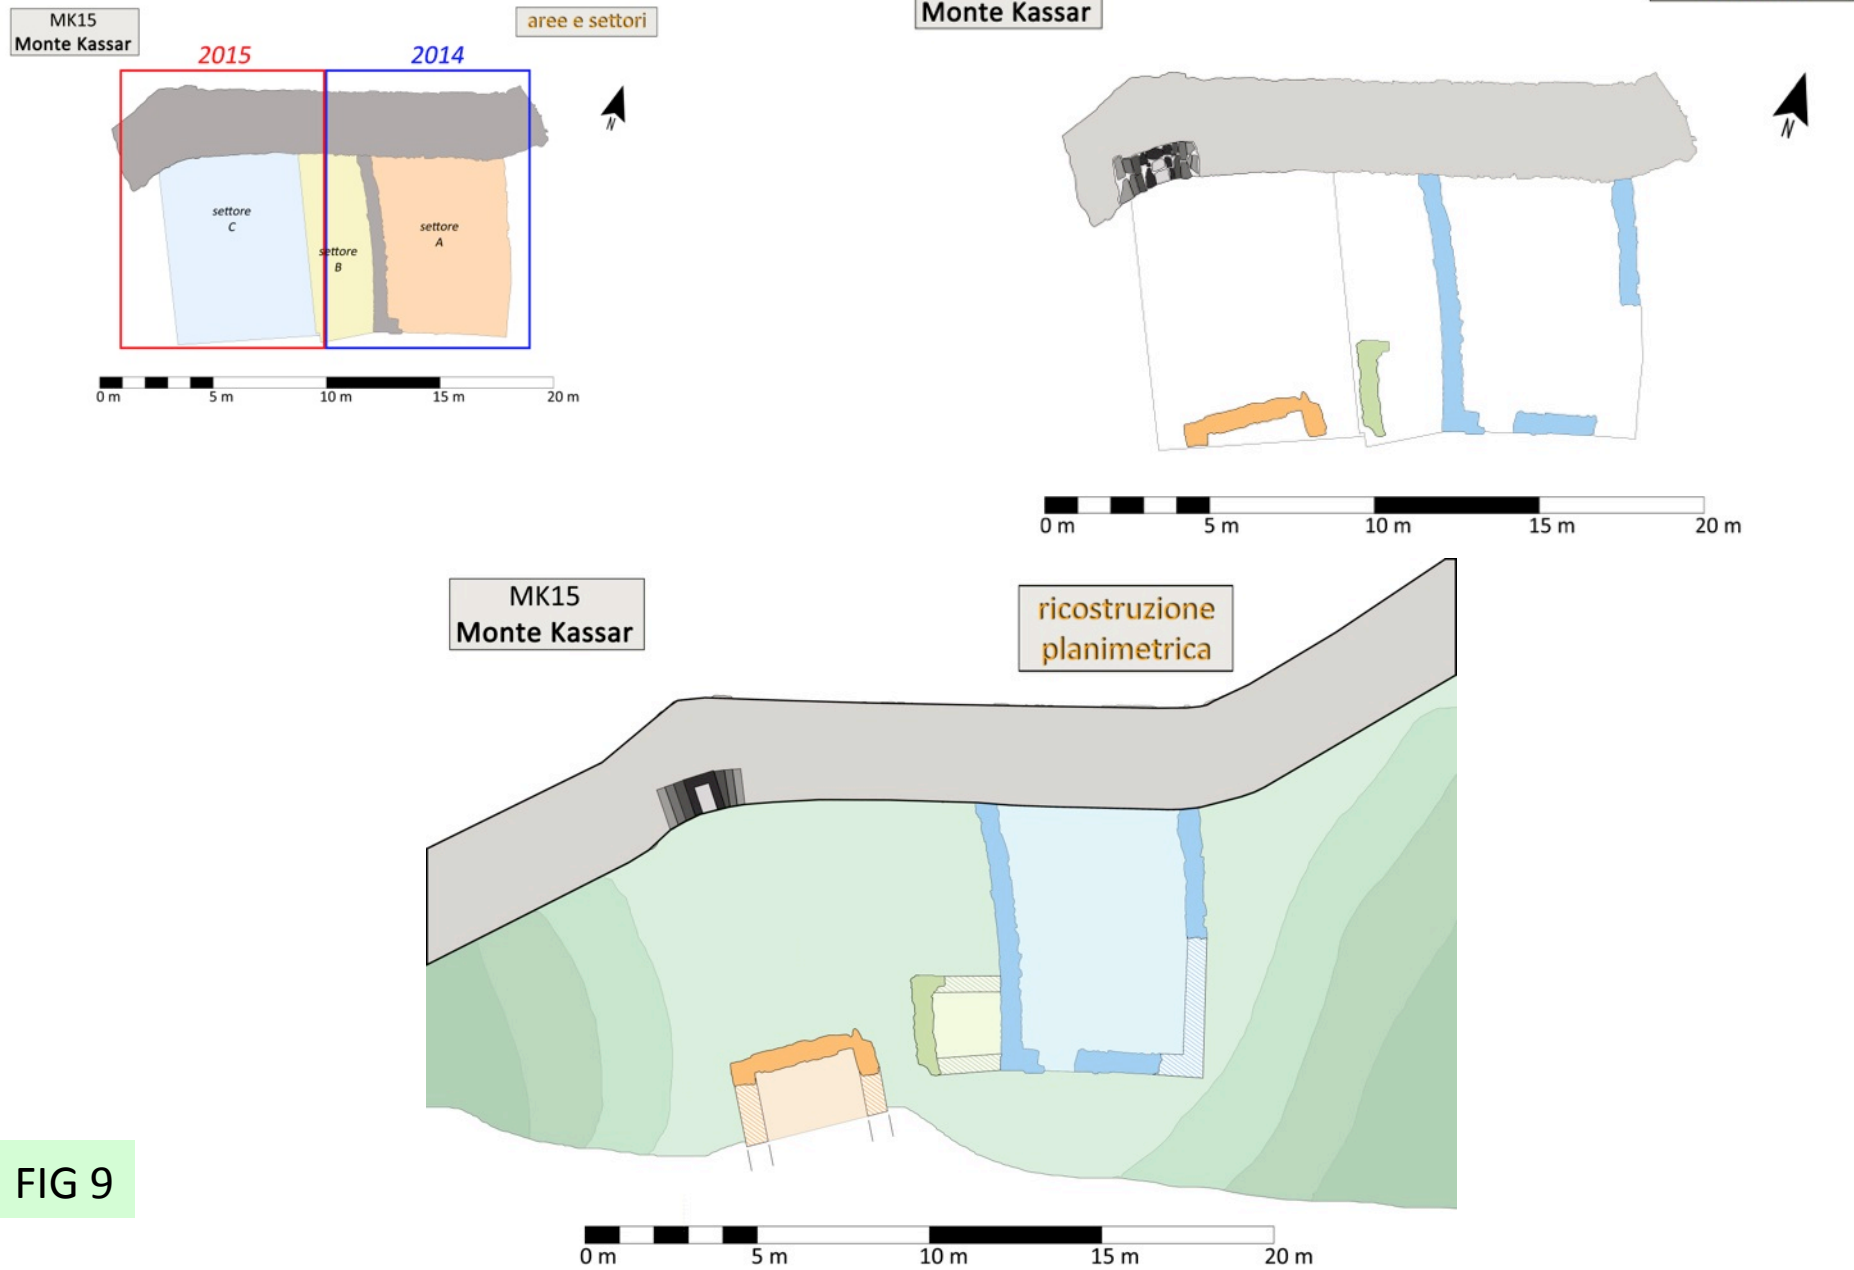 MK15
Monte Kassar
aree e settori
2015
2014
N
settore
C
settore
B
settore
A
0 m
5 m
10 m
15 m
20 m
Monte Kassar
N
0 m
5 m
10 m
15 m
20 m
MK15
Monte Kassar
ricostruzione
planimetrica
FIG 9
0 m
5 m
10 m
15 m
20 m